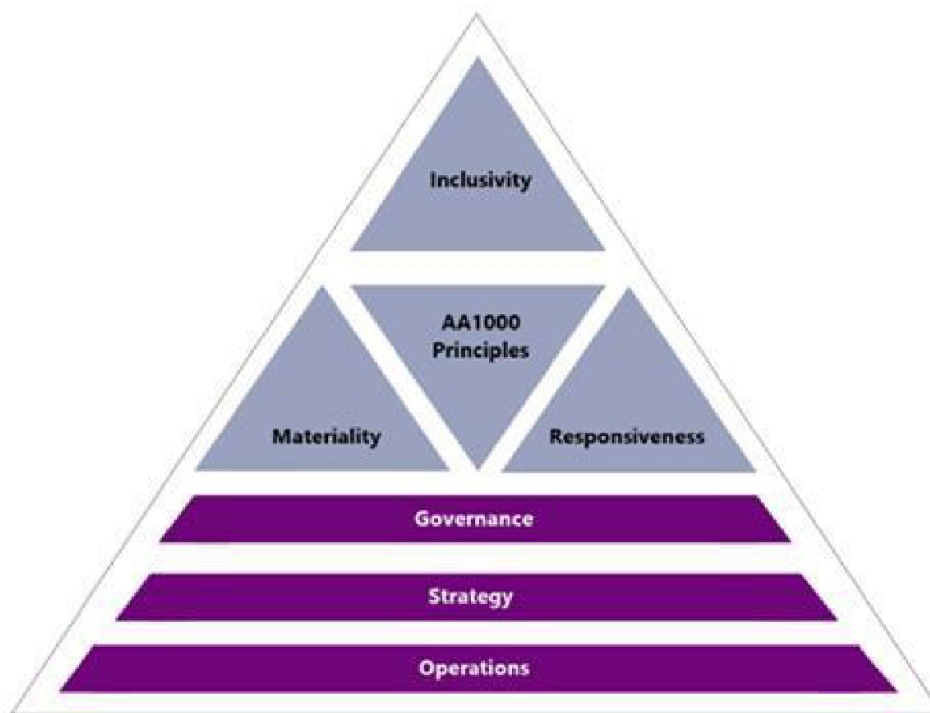 Inclusivity
AA1000
Principles
Materiality
Responsiveness
Governance
Strategy
Operations